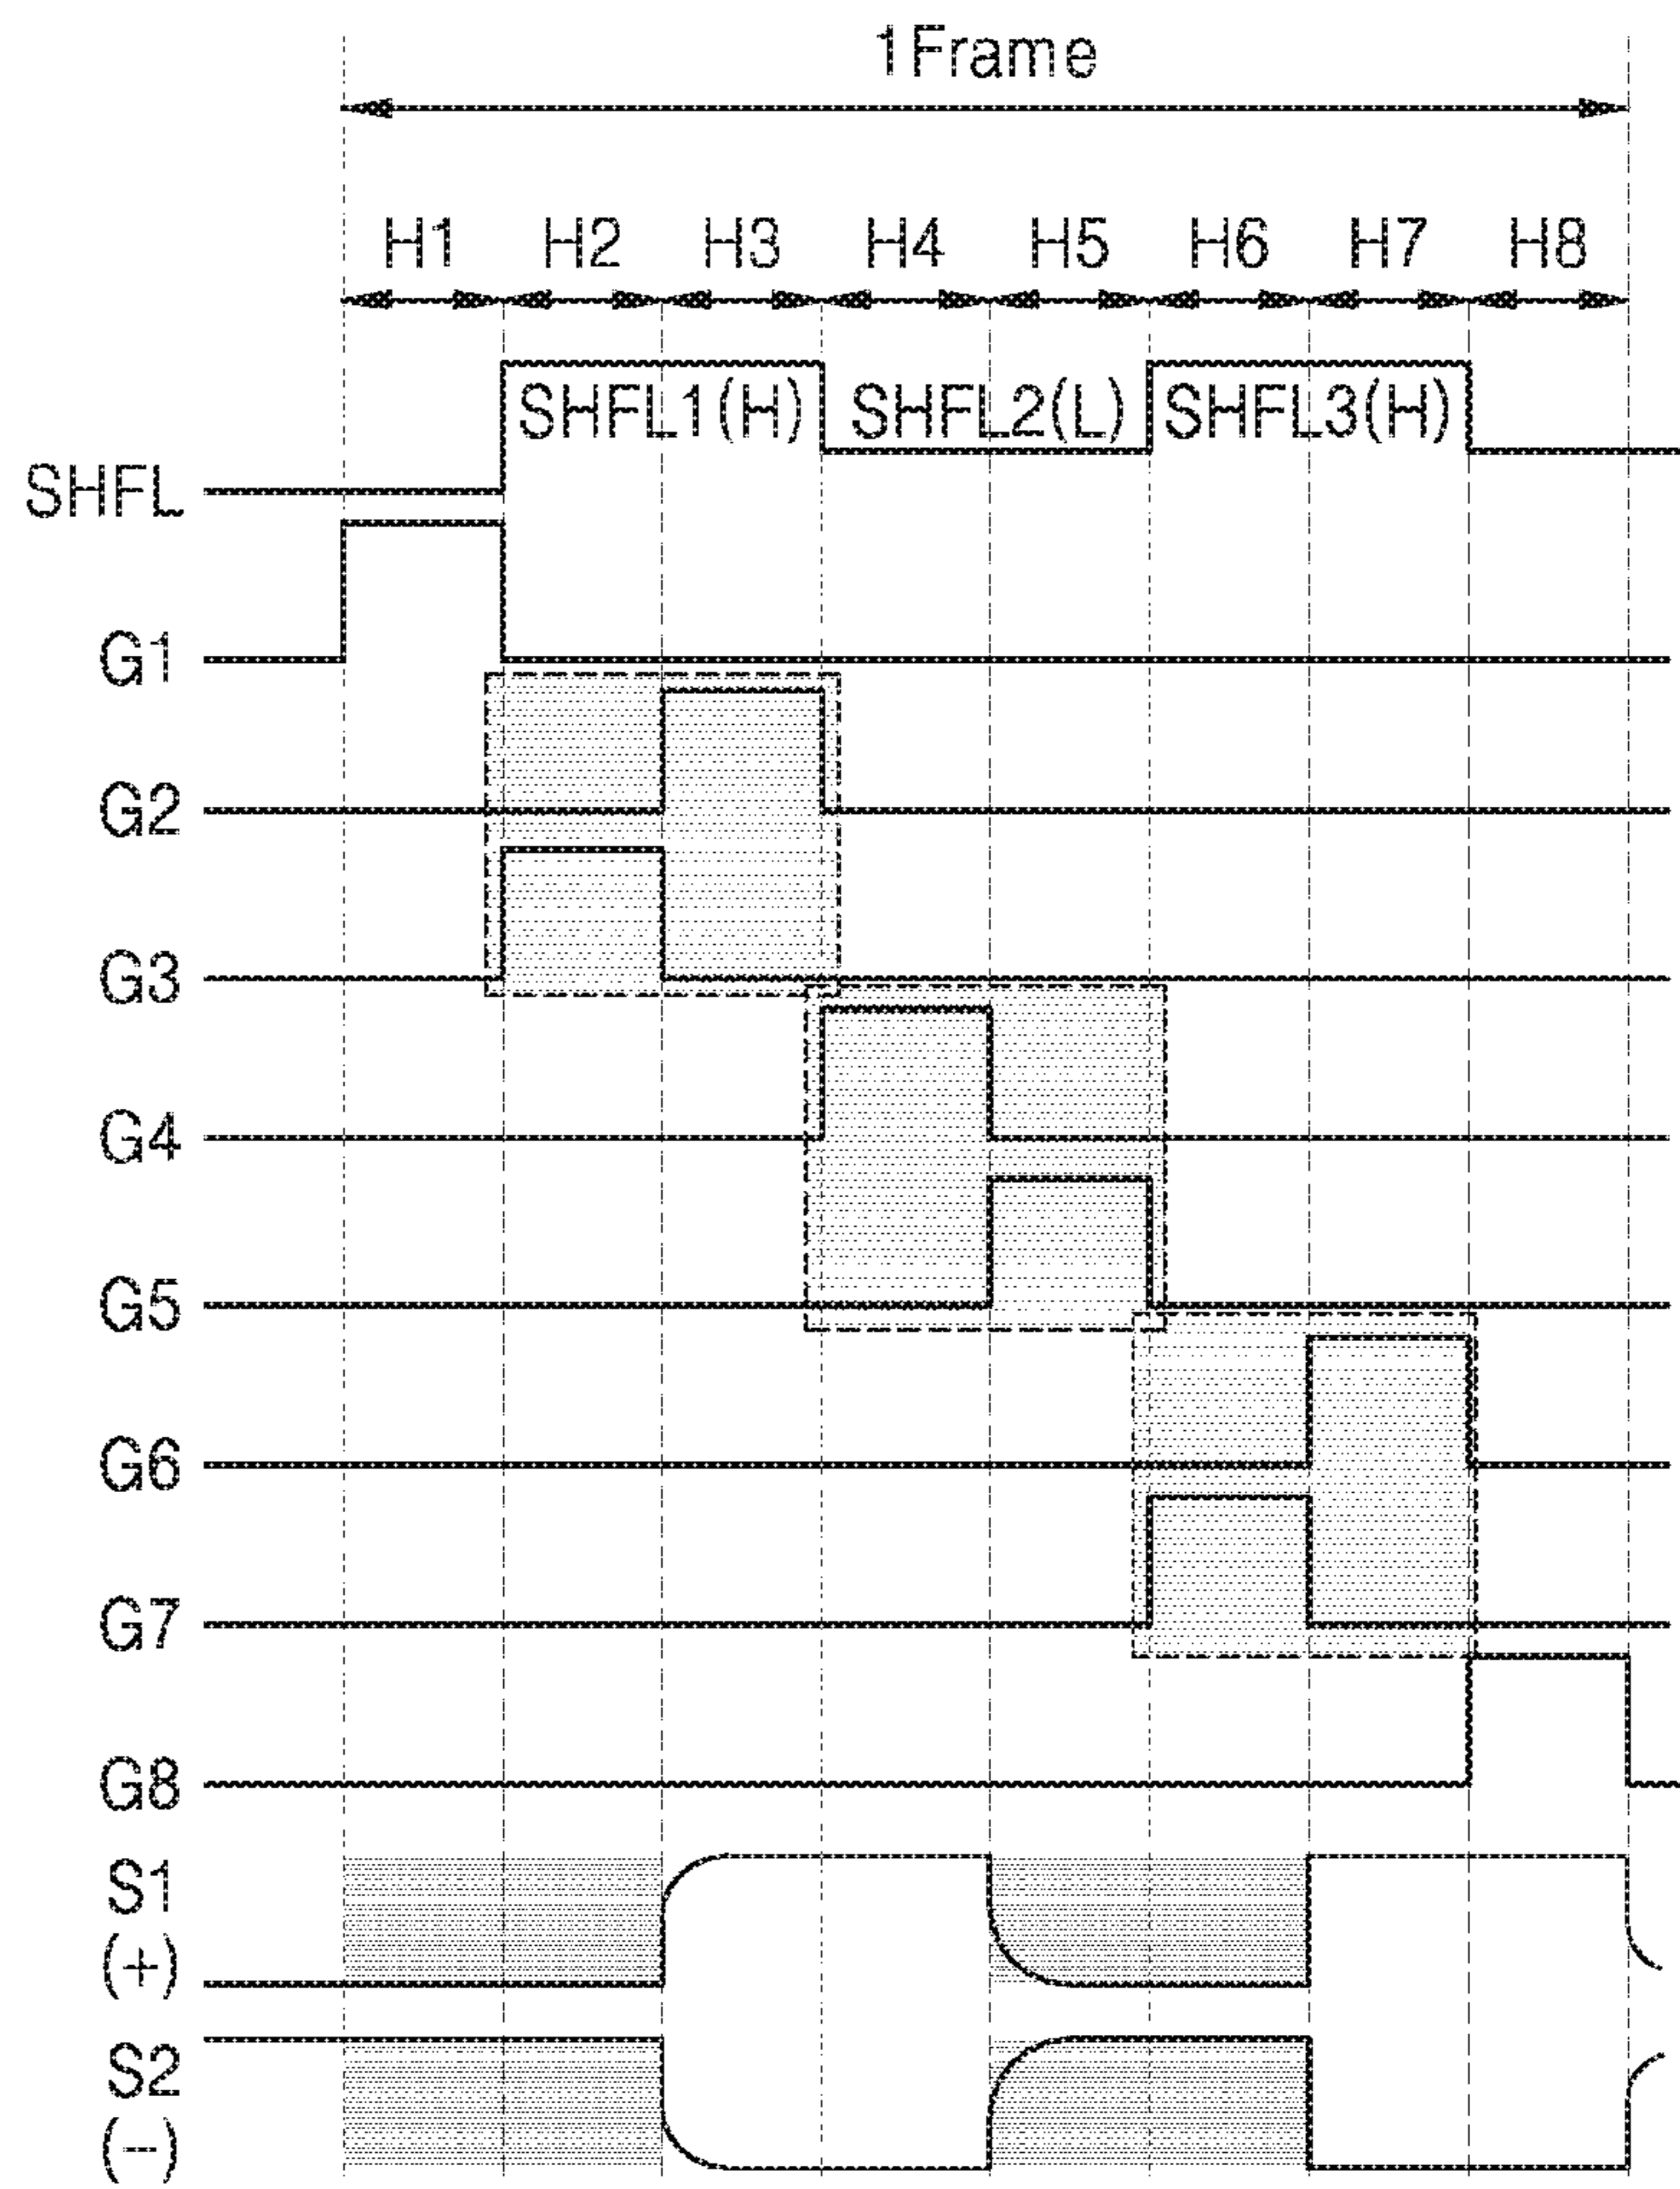 1Frame
H1 H2 H3 H4 H5 H6 H7 H8
SHFL1(H) SHFL2(L) SHFL3(H)
SHFL
G1
G2
G3
G4
G5
G6
G7
G8
S1
(+)
S2
(-)